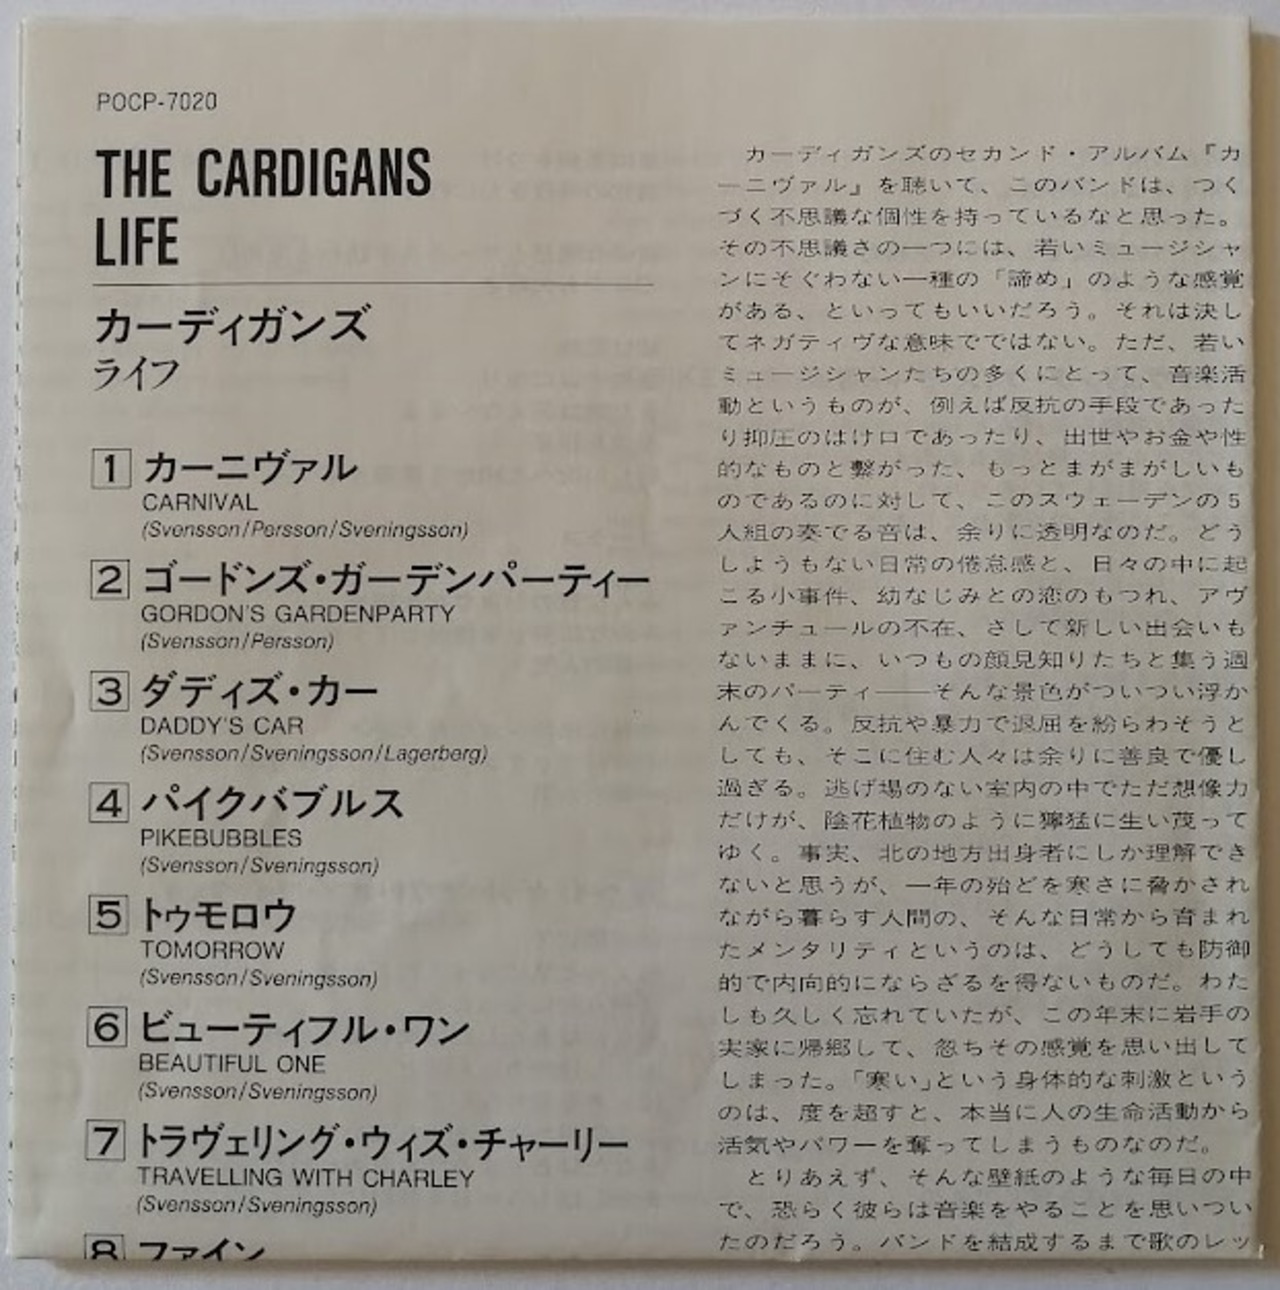 POCP-7020
THE CARDIGANS
LIFE
カーディガンズ
ライフ
1 カーニヴァル
CARNIVAL
(Svensson/Persson/Sveningsson)
2 ゴードンズ・ガーデンパーティー
GORDON'S GARDENPARTY
(Svensson/Persson)
3 ダディズ・カー
DADDY'S CAR
(Svensson/Sveningsson/Lagerberg)
4 パイクバブルス
PIKEBUBBLES
(Svensson/Sveningsson)
5 トゥモロウ
TOMORROW
(Svensson/Sveningsson)
6 ビューティフル・ワン
BEAUTIFUL ONE
(Svensson/Sveningsson)
7 トラヴェリング・ウィズ・チャーリー
TRAVELLING WITH CHARLEY
(Svensson/Sveningsson)
8 ファイン
カーディガンズのセカンド・アルバム『カ
ーニヴァル』を聴いて、このバンドは、つく
づく不思議な個性を持っているなと思った。
その不思議さの一つには、若いミュージシャ
ンにそぐわない一種の「諦め」のような感覚
がある、といってもいいだろう。それは決し
てネガティヴな意味でではない。ただ、若い
ミュージシャンたちの多くにとって、音楽活
動というものが、例えば反抗の手段であった
り抑圧のはけ口であったり、出世やお金や性
的なものと繋がった、もっとまがまがしいも
のであるのに対して、このスウェーデンの5
人組の奏でる音は、余りに透明なのだ。どう
しようもない日常の倦怠感と、日々の中に起
こる小事件、幼なじみとの恋のもつれ、アヴ
ァンチュールの不在、さして新しい出会いも
ないままに、いつもの顔見知りたちと集う週
末のパーティ――そんな景色がついつい浮か
んでくる。反抗や暴力で退屈を紛らわそうと
しても、そこに住む人々は余りに善良で優し
過ぎる。逃げ場のない室内の中でただ想像力
だけが、陰花植物のように獰猛に生い茂って
ゆく。事実、北の地方出身者にしか理解でき
ないと思うが、一年の殆どを寒さに脅かされ
ながら暮らす人間の、そんな日常から育まれ
たメンタリティというのは、どうしても防御
的で内向的にならざるを得ないものだ。わた
しも久しく忘れていたが、この年末に岩手の
実家に帰郷して、忽ちその感覚を思い出して
しまった。「寒い」という身体的な刺激という
のは、度を超すと、本当に人の生命活動から
活気やパワーを奪ってしまうものなのだ。
とりあえず、そんな壁紙のような毎日の中
で、恐らく彼らは音楽をやることを思いつい
たのだろう。バンドを結成するまで歌のレッ